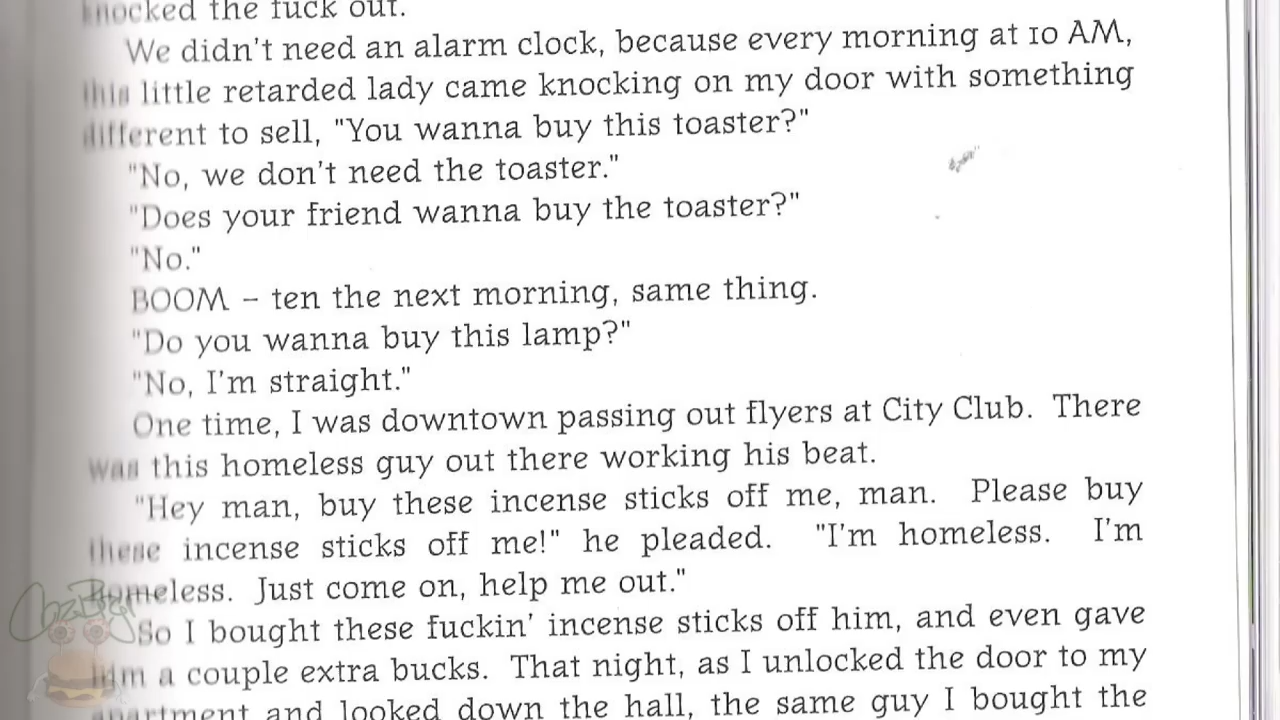 knocked the fuck out.
We didn't need an alarm clock, because every morning at 10 AM,
this little retarded lady came knocking on my door with something
different to sell, "You wanna buy this toaster?"
"No, we don't need the toaster."
"Does your friend wanna buy the toaster?"
"No."
BOOM – ten the next morning, same thing.
"Do you wanna buy this lamp?"
"No, I'm straight."
One time, I was downtown passing out flyers at City Club.  There
was this homeless guy out there working his beat.
"Hey man, buy these incense sticks off me, man.  Please buy
these incense sticks off me!" he pleaded.  "I'm homeless.  I'm
homeless.  Just come on, help me out."
So I bought these fuckin' incense sticks off him, and even gave
him a couple extra bucks.  That night, as I unlocked the door to my
apartment and looked down the hall, the same guy I bought the